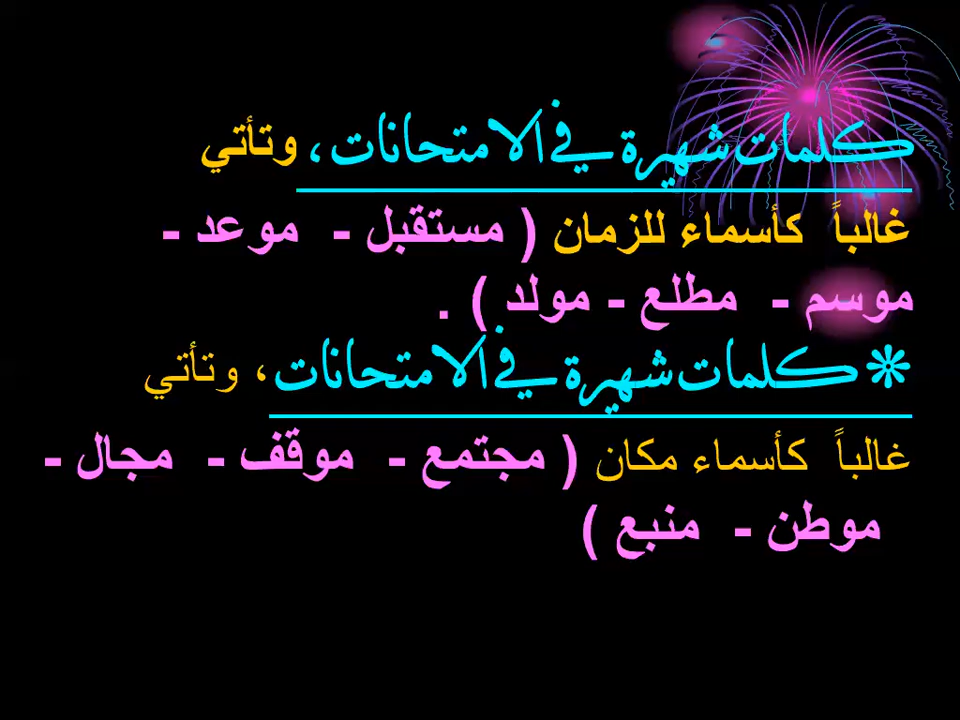 كلمات شهيرة في الامتحانات، وتأتي
غالباً كأسماء للزمان ( مستقبل - موعد -
موسم - مطلع - مولد ) .
* كلمات شهيرة في الامتحانات، وتأتي
غالباً كأسماء مكان ( مجتمع - موقف - مجال -
موطن - منبع )